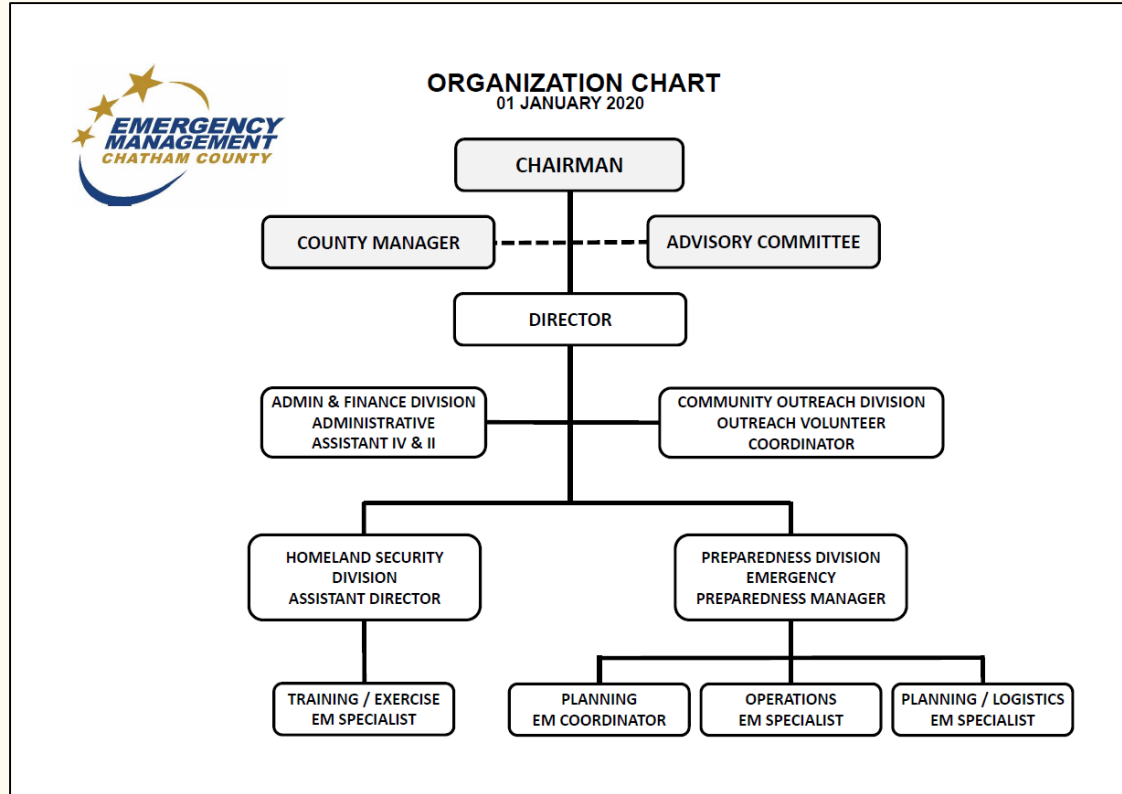 EMERGENCY
MANAGEMENT
CHATHAM COUNTY
ORGANIZATION CHART
01 JANUARY 2020
CHAIRMAN
COUNTY MANAGER
ADVISORY COMMITTEE
DIRECTOR
ADMIN & FINANCE DIVISION
ADMINISTRATIVE
ASSISTANT IV & II
COMMUNITY OUTREACH DIVISION
OUTREACH VOLUNTEER
COORDINATOR
HOMELAND SECURITY
DIVISION
ASSISTANT DIRECTOR
PREPAREDNESS DIVISION
EMERGENCY
PREPAREDNESS MANAGER
TRAINING / EXERCISE
EM SPECIALIST
PLANNING
EM COORDINATOR
OPERATIONS
EM SPECIALIST
PLANNING / LOGISTICS
EM SPECIALIST